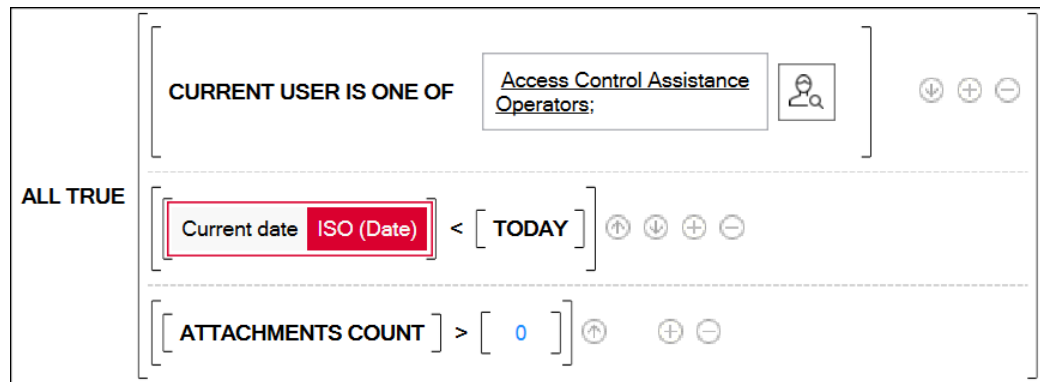 CURRENT USER IS ONE OF
Access Control Assistance
Operators;
ALL TRUE
Current date ISO (Date) < TODAY
ATTACHMENTS COUNT > 0